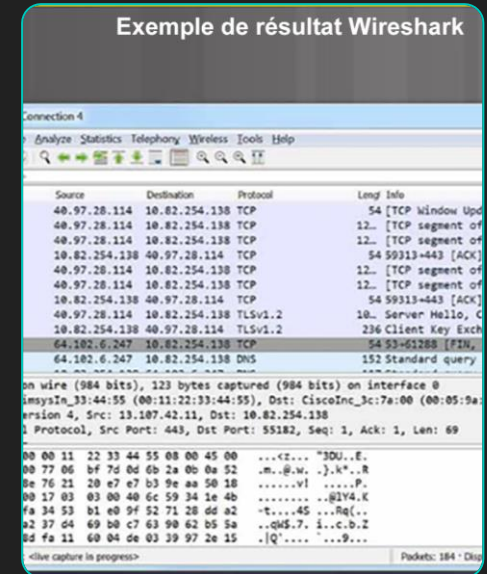 Exemple de résultat Wireshark
Connection 4
Analyze Statistics Telephony Wireless Tools Help
Source Destination Protocol Lengt Info
40.97.28.114 10.82.254.138 TCP 54 [TCP Window Upd
40.97.28.114 10.82.254.138 TCP 12… [TCP segment of
40.97.28.114 10.82.254.138 TCP 12… [TCP segment of
10.82.254.138 40.97.28.114 TCP 54 59313→443 [ACK]
40.97.28.114 10.82.254.138 TCP 12… [TCP segment of
40.97.28.114 10.82.254.138 TCP 12… [TCP segment of
10.82.254.138 40.97.28.114 TCP 54 59313→443 [ACK]
40.97.28.114 10.82.254.138 TLSv1.2 10… Server Hello, C
10.82.254.138 40.97.28.114 TLSv1.2 236 Client Key Exch
64.102.6.247 10.82.254.138 TCP 54 53→61288 [FIN,
64.102.6.247 10.82.254.138 DNS 152 Standard query
on wire (984 bits), 123 bytes captured (984 bits) on interface 0
imsysIn_33:44:55 (00:11:22:33:44:55), Dst: CiscoInc_3c:7a:00 (00:05:9a:
ersion 4, Src: 13.107.42.11, Dst: 10.82.254.138
l Protocol, Src Port: 443, Dst Port: 55182, Seq: 1, Ack: 1, Len: 69
00 00 11 22 33 44 55 08 00 45 00 ...<z... "3DU..E.
00 77 06 bf 7d 0d 6b 2a 0b 0a 52 .m..@.w. .}.k*..R
8e 76 21 20 e7 e7 b3 9e aa 50 18 ......v! .....P.
00 17 03 03 00 40 6c 59 34 1e 4b ........ .@lY4.K
fa 34 53 b1 e0 9f 52 71 28 dd a2 -t....4S ...Rq(..
a2 37 d4 69 b0 c7 63 90 62 b5 5a ..qW$.7. i..c.b.Z
8d fa 11 60 04 de 03 39 97 2e 15 .|Q'.... `...9...
<live capture in progress> Packets: 184 · Disp